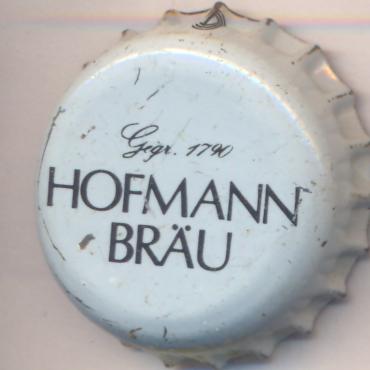 Gegr. 1790
HOFMANN
BRÄU